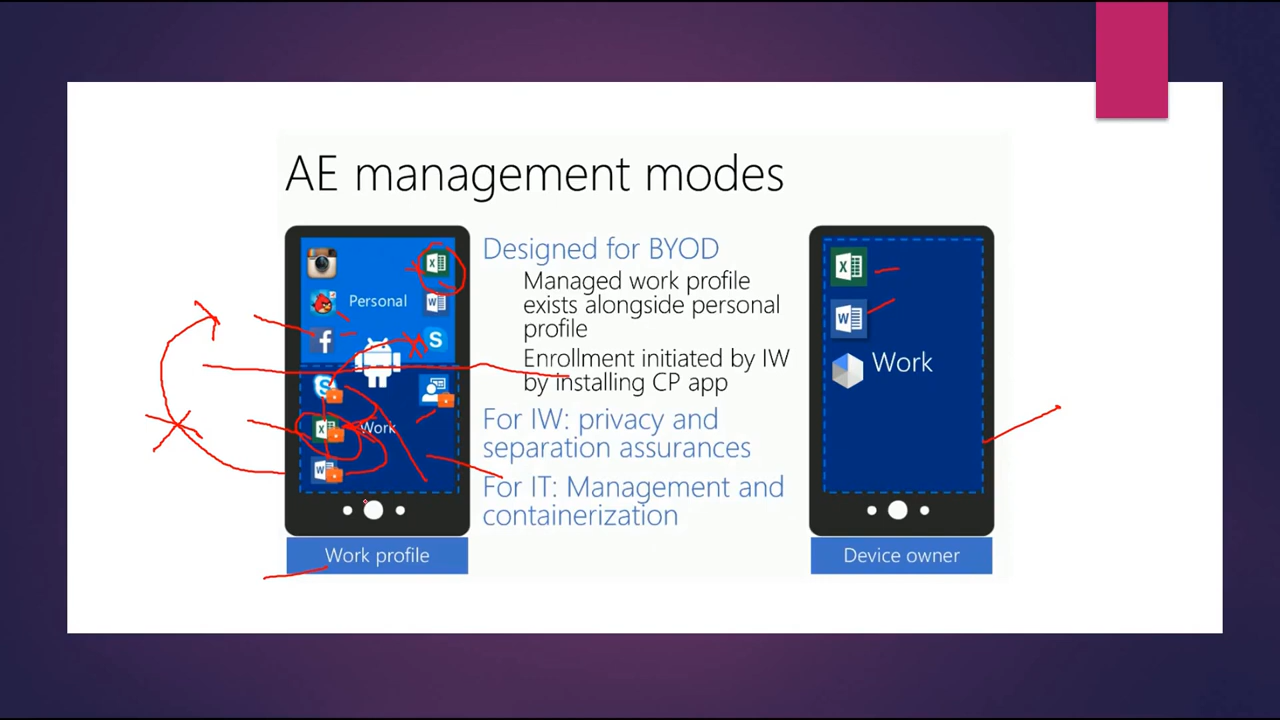 AE management modes
Personal
Work
Work profile
Designed for BYOD
Managed work profile
exists alongside personal
profile
Enrollment initiated by IW
by installing CP app
For IW: privacy and
separation assurances
For IT: Management and
containerization
Work
Device owner